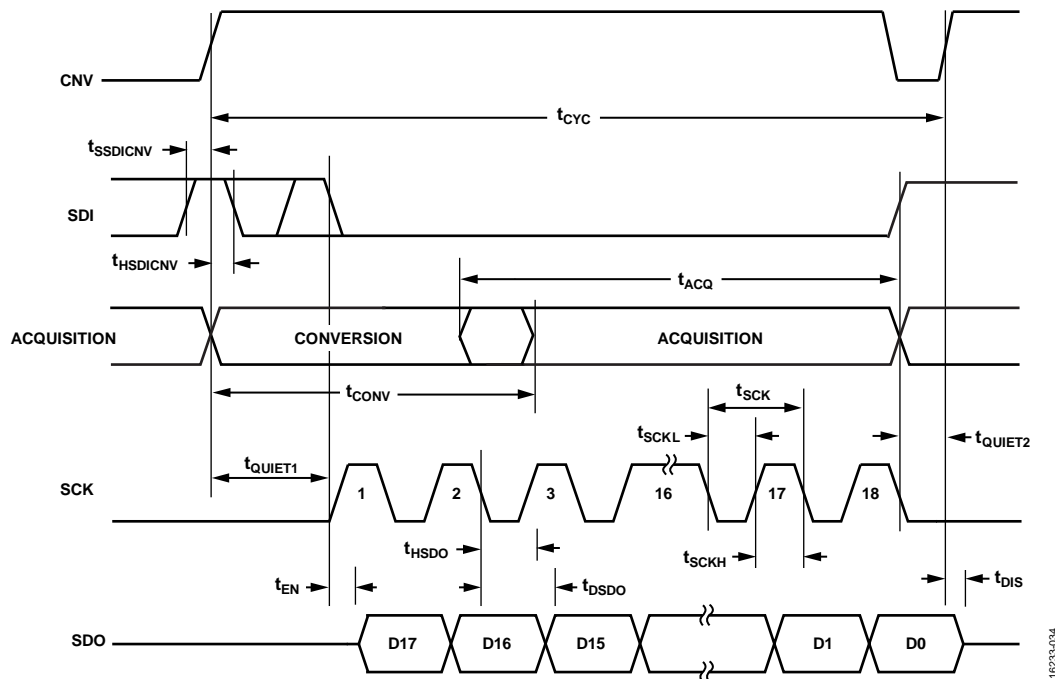 CNV
tCYC
tSSDICNV
SDI
tHSDICNV
tACQ
ACQUISITION
CONVERSION
ACQUISITION
tCONV
tSCK
tSCKL
tQUIET2
tQUIET1
SCK
1
2
3
16
17
18
tHSDO
tSCKH
tEN
tDSDO
tDIS
SDO
D17
D16
D15
D1
D0
16233-034